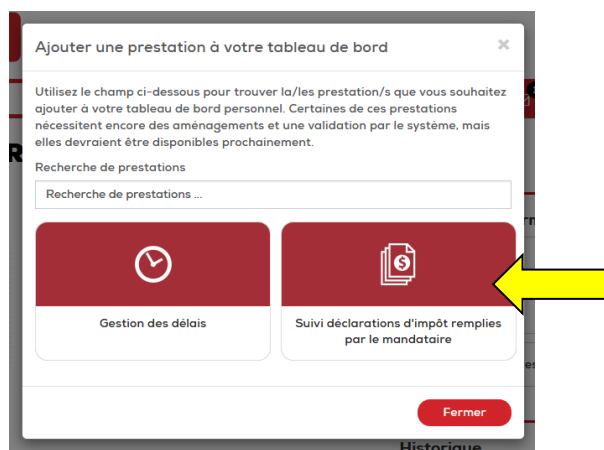 Ajouter une prestation à votre tableau de bord
×
Utilisez le champ ci-dessous pour trouver la/les prestation/s que vous souhaitez
ajouter à votre tableau de bord personnel. Certaines de ces prestations
nécessitent encore des aménagements et une validation par le système, mais
elles devraient être disponibles prochainement.
Recherche de prestations
Recherche de prestations ...
Gestion des délais
Suivi déclarations d'impôt remplies
par le mandataire
Fermer
Historique